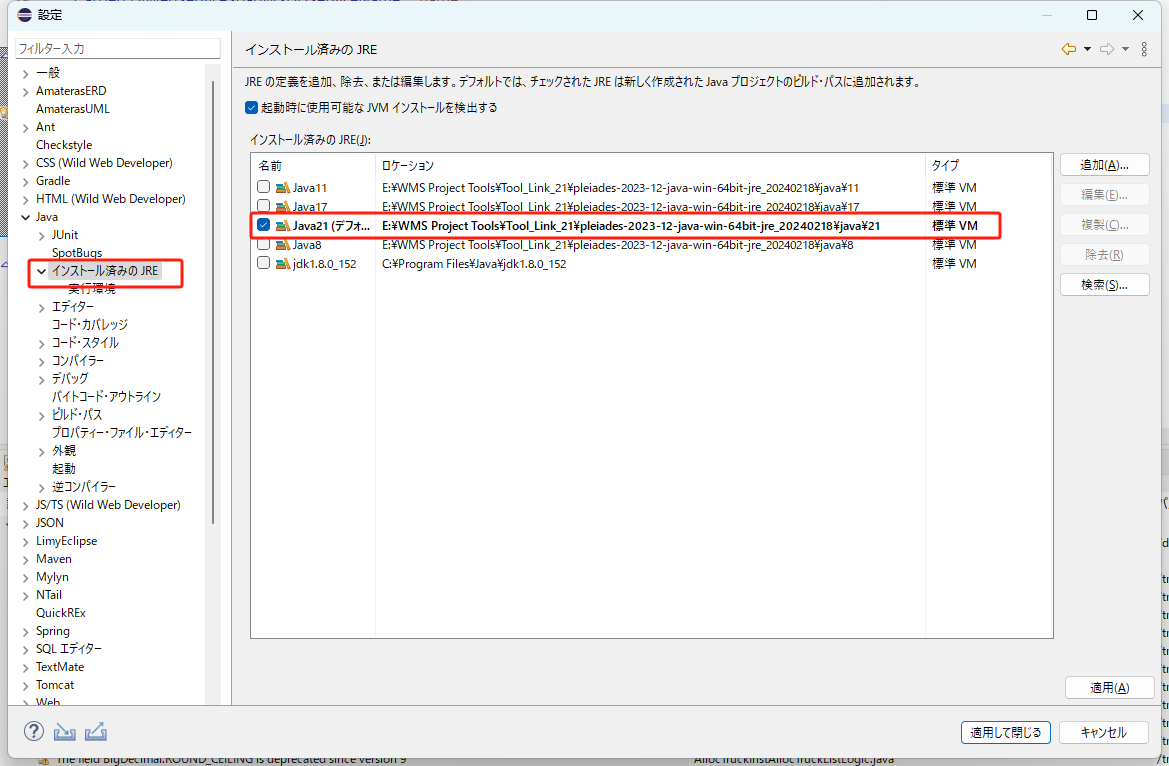 設定
フィルター入力
一般
AmaterasERD
AmaterasUML
Ant
Checkstyle
CSS (Wild Web Developer)
Gradle
HTML (Wild Web Developer)
Java
JUnit
SpotBugs
インストール済みの JRE
実行環境
エディター
コード・カバレッジ
コード・スタイル
コンパイラー
デバッグ
バイトコード・アウトライン
ビルド・パス
プロパティー・ファイル・エディター
外観
起動
逆コンパイラー
JS/TS (Wild Web Developer)
JSON
LimyEclipse
Maven
Mylyn
NTail
QuickREx
Spring
SQL エディター
TextMate
Tomcat
Web
インストール済みの JRE
JRE の定義を追加、除去、または編集します。デフォルトでは、チェックされた JRE は新しく作成された Java プロジェクトのビルド・パスに追加されます。
起動時に使用可能な JVM インストールを検出する
インストール済みの JRE(J):
名前 ロケーション タイプ
Java11 E:¥WMS Project Tools¥Tool_Link_21¥pleiades-2023-12-java-win-64bit-jre_20240218¥java¥11 標準 VM
Java17 E:¥WMS Project Tools¥Tool_Link_21¥pleiades-2023-12-java-win-64bit-jre_20240218¥java¥17 標準 VM
Java21 (デフォ... E:¥WMS Project Tools¥Tool_Link_21¥pleiades-2023-12-java-win-64bit-jre_20240218¥java¥21 標準 VM
Java8 E:¥WMS Project Tools¥Tool_Link_21¥pleiades-2023-12-java-win-64bit-jre_20240218¥java¥8 標準 VM
jdk1.8.0_152 C:¥Program Files¥Java¥jdk1.8.0_152 標準 VM
追加(A)...
編集(E)...
複製(C)...
除去(R)
検索(S)...
適用(A)
適用して閉じる
キャンセル
The field BigDecimal.ROUND_CEILING is deprecated since version 9
AllocTruckInstAllocTruckListLogic.java